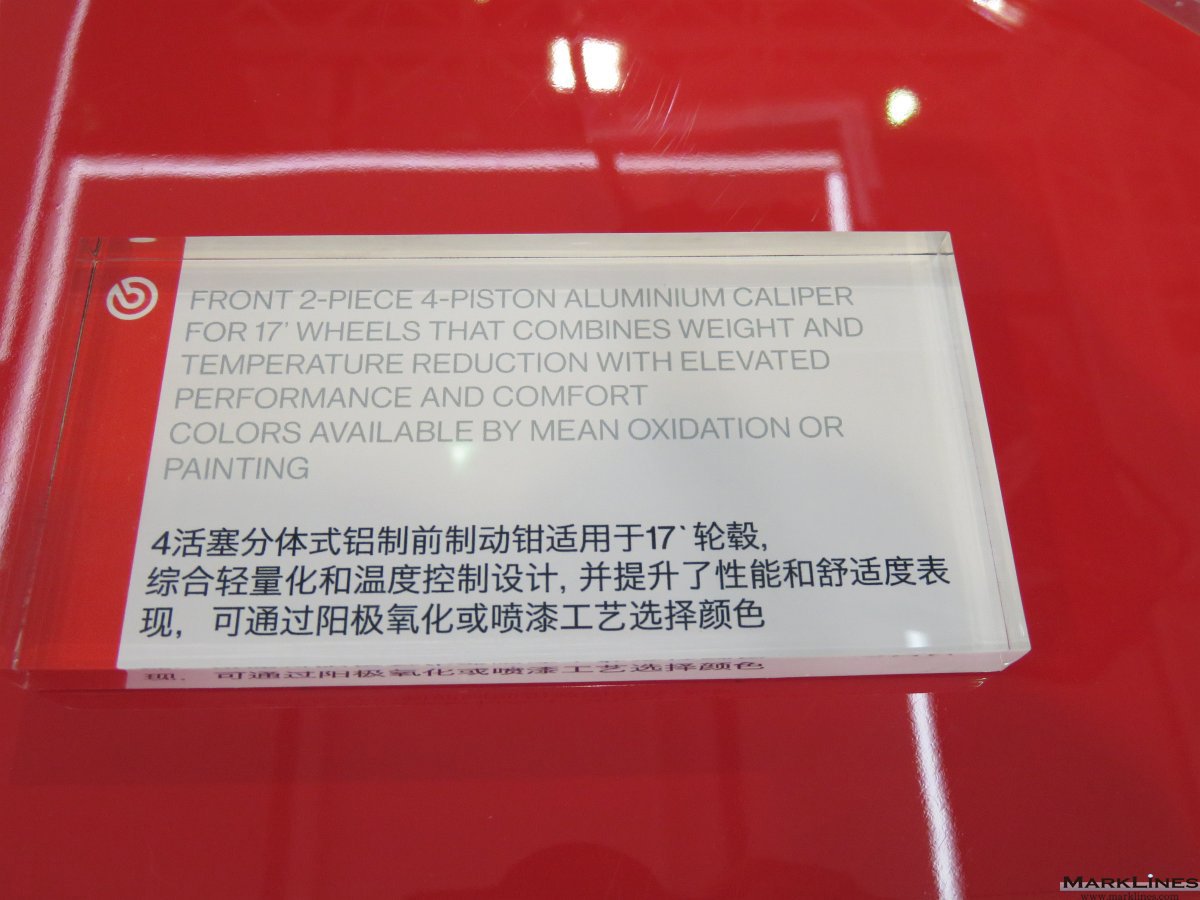 FRONT 2-PIECE 4-PISTON ALUMINIUM CALIPER
FOR 17' WHEELS THAT COMBINES WEIGHT AND
TEMPERATURE REDUCTION WITH ELEVATED
PERFORMANCE AND COMFORT
COLORS AVAILABLE BY MEAN OXIDATION OR
PAINTING
4活塞分体式铝制前制动钳适用于17`轮毂,
综合轻量化和温度控制设计, 并提升了性能和舒适度表
现, 可通过阳极氧化或喷漆工艺选择颜色
MARKLINES
www.marklines.com